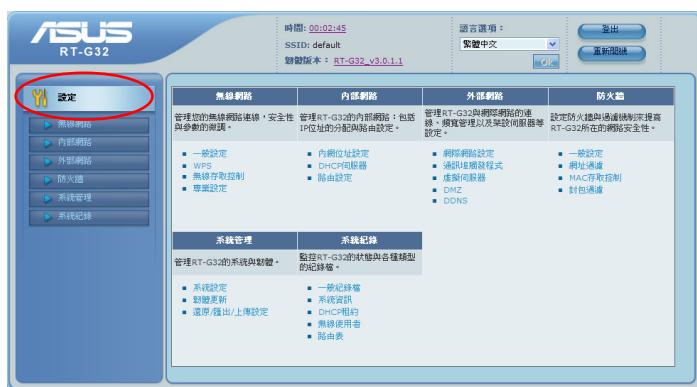 ASUS
RT-G32
時間: 00:02:45
SSID: default
韌體版本: RT-G32_v3.0.1.1
語言選項：
繁體中文
OK
登出
重新開機
設定
無線網路
內部網路
外部網路
防火牆
系統管理
系統紀錄
無線網路
管理您的無線網路連線，安全性
與參數的微調。
一般設定
WPS
無線存取控制
專業設定
內部網路
管理RT-G32的內部網路：包括
IP位址的分配與路由設定。
內網位址設定
DHCP伺服器
路由設定
外部網路
管理RT-G32與網際網路的連
線、頻寬管理以及架設伺服器等
設定。
網際網路設定
通訊埠觸發程式
虛擬伺服器
DMZ
DDNS
防火牆
設定防火牆與過濾機制來提高
RT-G32所在的網路安全性。
一般設定
網址過濾
MAC存取控制
封包過濾
系統管理
管理RT-G32的系統與韌體。
系統設定
韌體更新
還原/匯出/上傳設定
系統紀錄
監控RT-G32的狀態與各種類型
的紀錄檔。
一般紀錄檔
系統資訊
DHCP租約
無線使用者
路由表